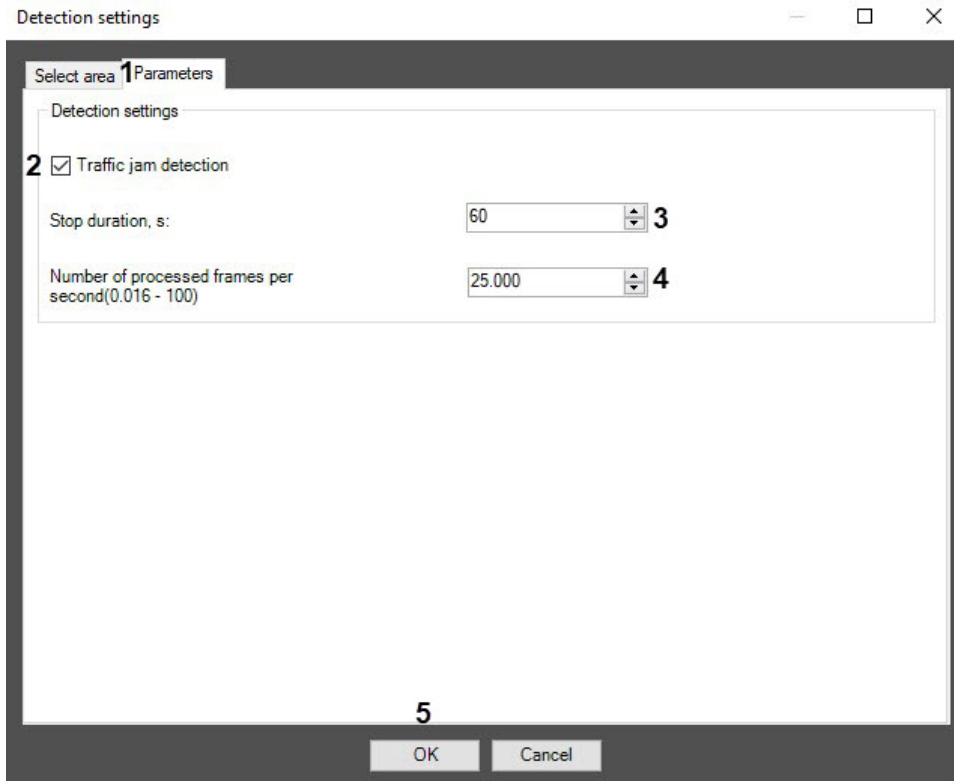 Detection settings
Select area 1 Parameters
Detection settings
2 Traffic jam detection
Stop duration, s: 60 3
Number of processed frames per
second(0.016 - 100) 25.000 4
5
OK Cancel